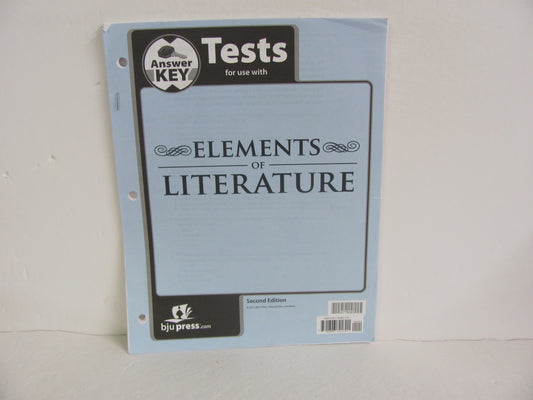 Answer
KEY
Tests
for use with
ELEMENTS
OF
LITERATURE
Second Edition
bjupress.com